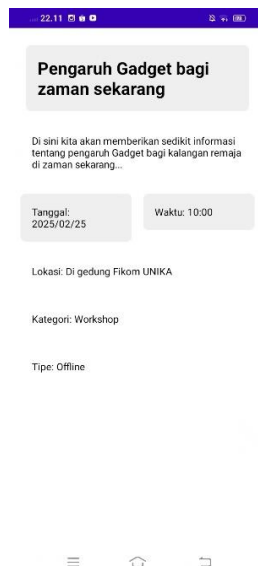 22.11
Pengaruh Gadget bagi
zaman sekarang
Di sini kita akan memberikan sedikit informasi
tentang pengaruh Gadget bagi kalangan remaja
di zaman sekarang...
Tanggal:
2025/02/25
Waktu: 10:00
Lokasi: Di gedung Fikom UNIKA
Kategori: Workshop
Tipe: Offline